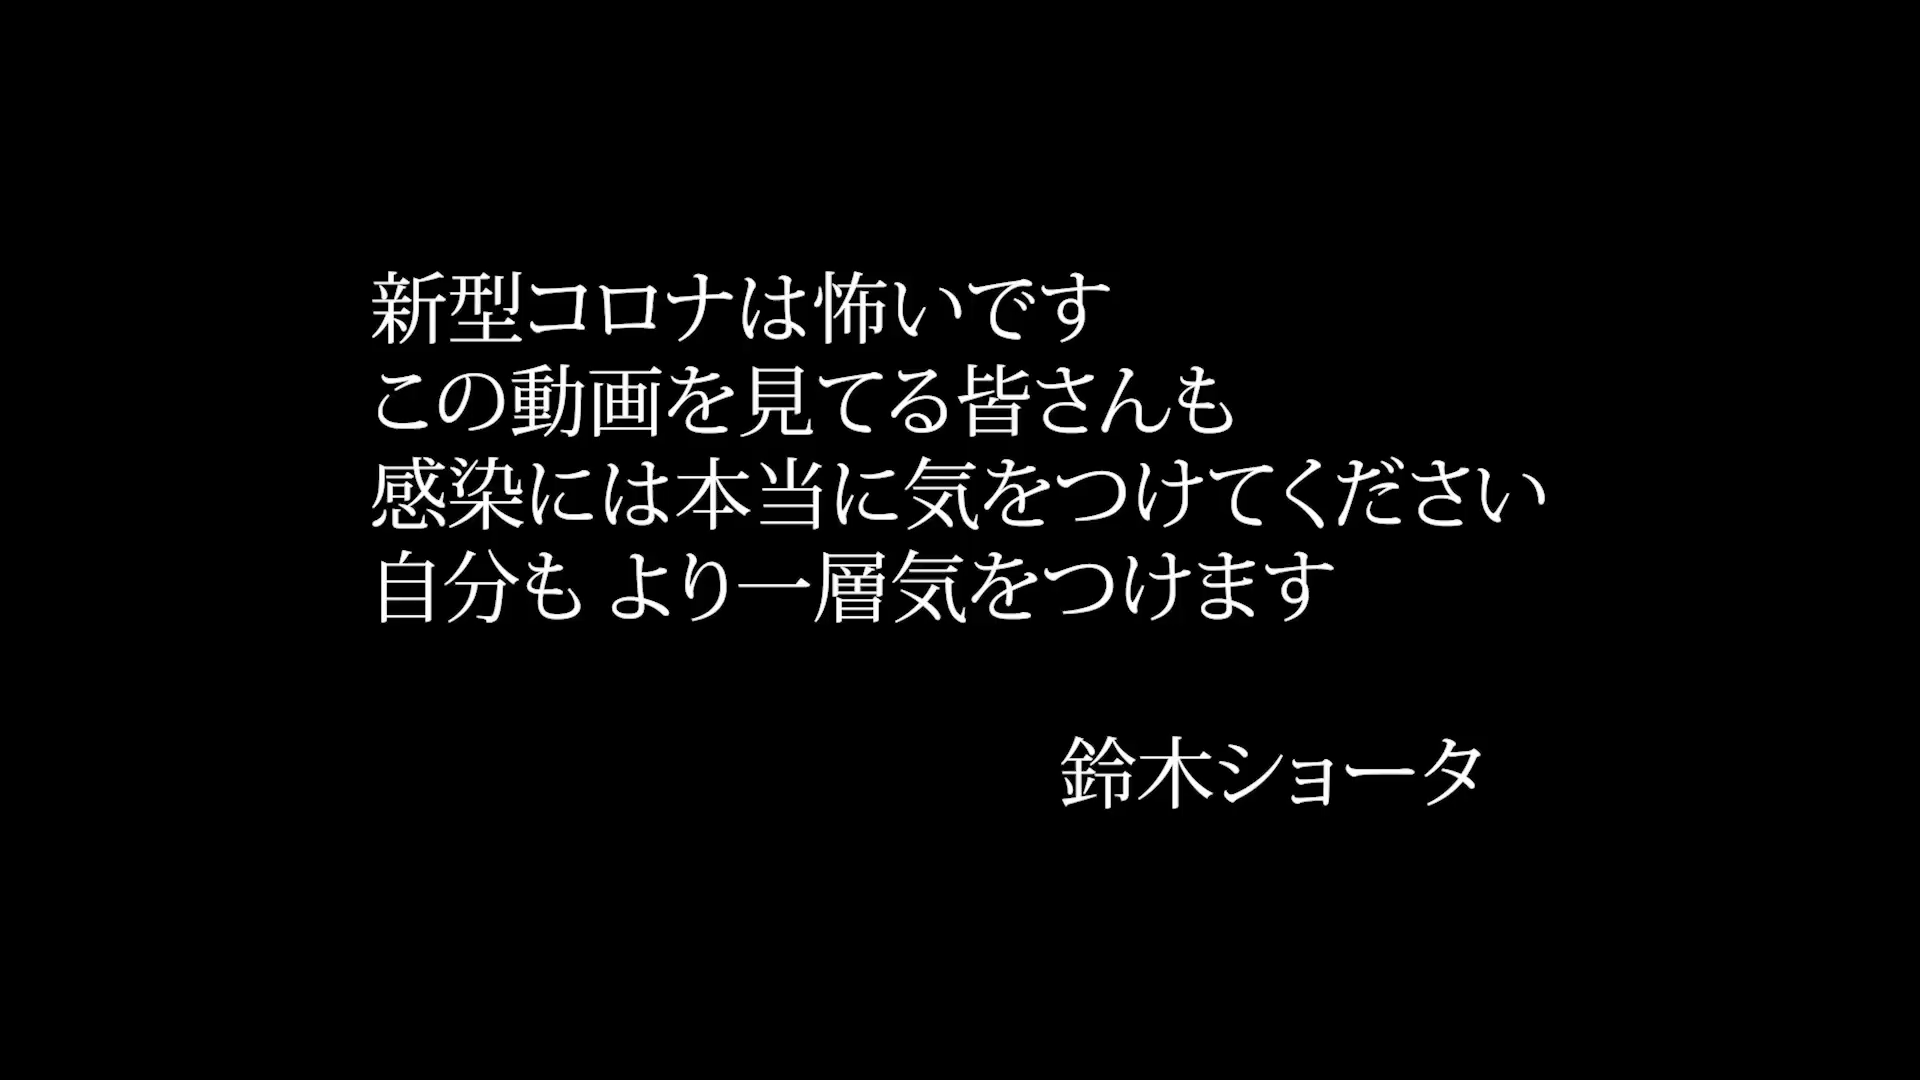 新型コロナは怖いです
この動画を見てる皆さんも
感染には本当に気をつけてください
自分も より一層気をつけます
鈴木ショータ